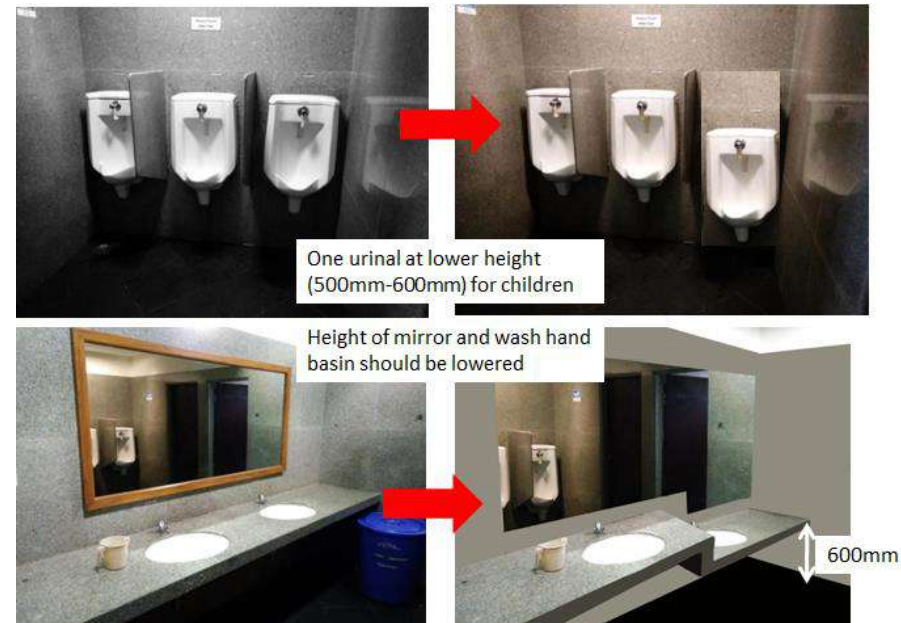 One urinal at lower height
(500mm-600mm) for children
Height of mirror and wash hand
basin should be lowered
600mm